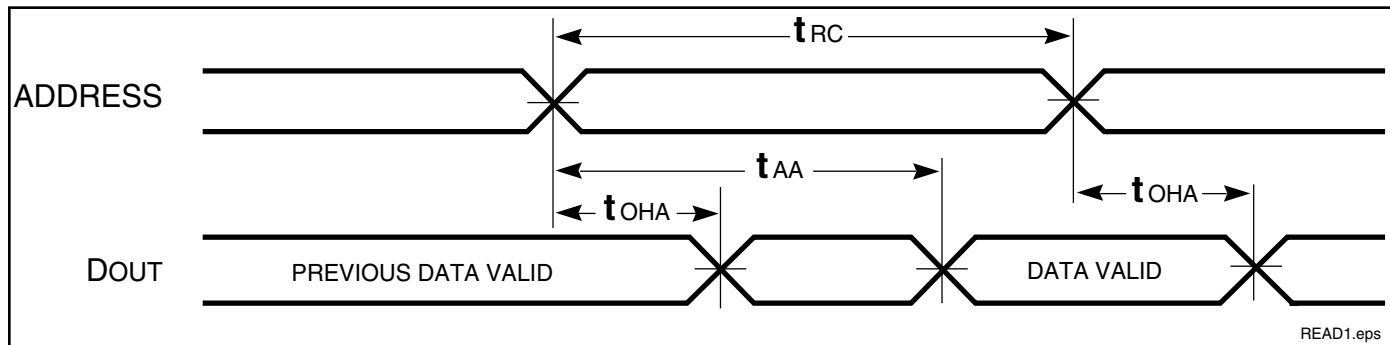 tRC
ADDRESS
tAA
tOHA
tOHA
DOUT
PREVIOUS DATA VALID
DATA VALID
READ1.eps